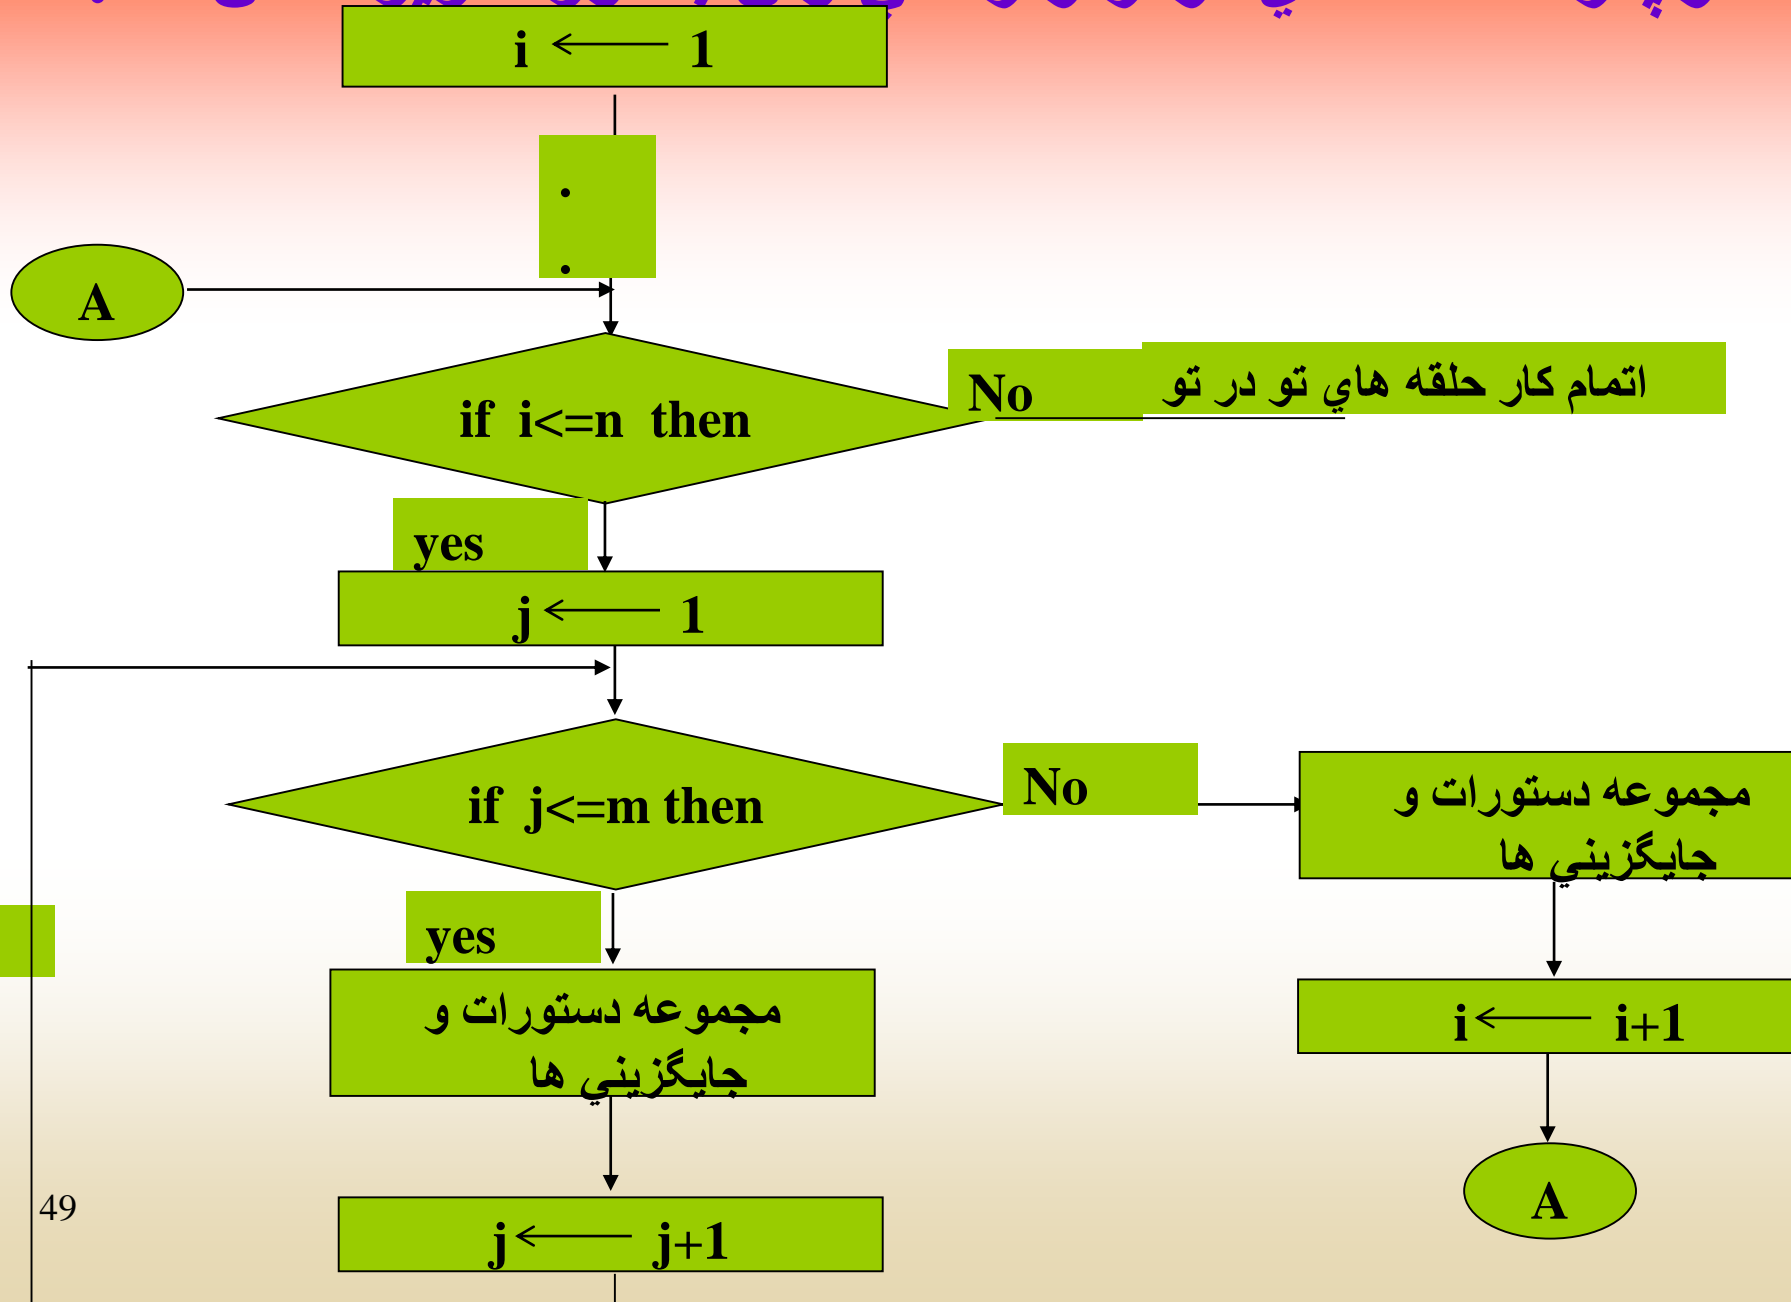 i ← 1
.
.
A
if i<=n then
No
اتمام كار حلقه هاي تو در تو
yes
j ← 1
if j<=m then
No
مجموعه دستورات و
جايگزيني ها
yes
مجموعه دستورات و
جايگزيني ها
i ← i+1
A
j ← j+1
49